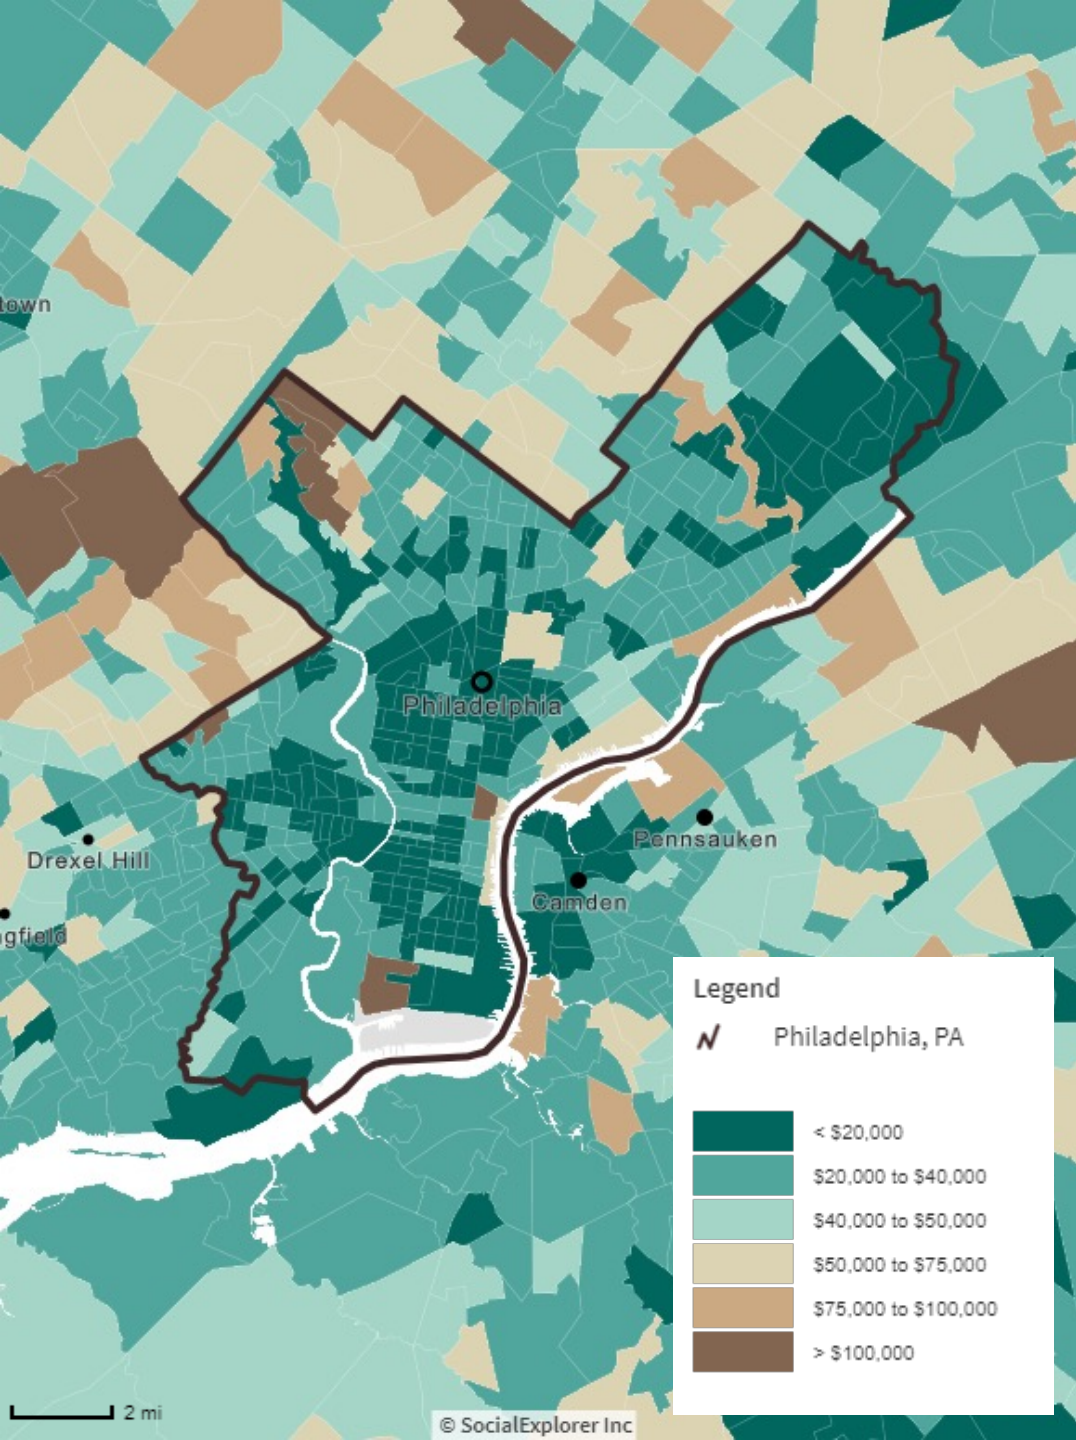 town
Philadelphia
Drexel Hill
Pennsauken
Camden
gfield
Legend
Philadelphia, PA
< $20,000
$20,000 to $40,000
$40,000 to $50,000
$50,000 to $75,000
$75,000 to $100,000
> $100,000
2 mi
© SocialExplorer Inc